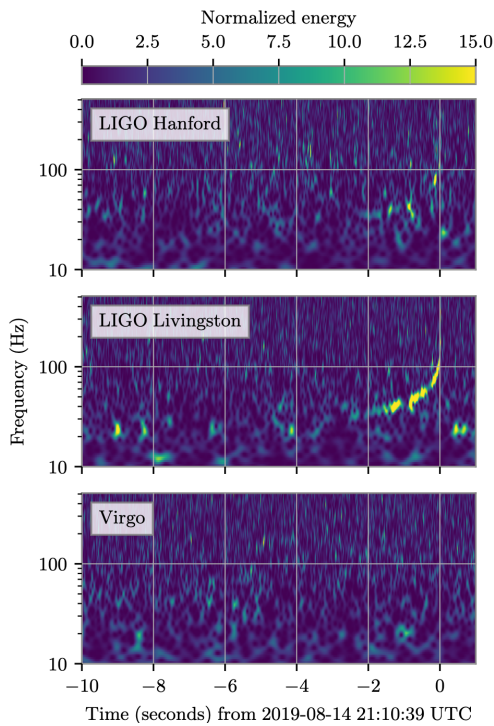 Normalized energy
0.0 2.5 5.0 7.5 10.0 12.5 15.0
LIGO Hanford
100
10
LIGO Livingston
Frequency (Hz)
100
10
Virgo
100
10
−10 −8 −6 −4 −2 0
Time (seconds) from 2019-08-14 21:10:39 UTC